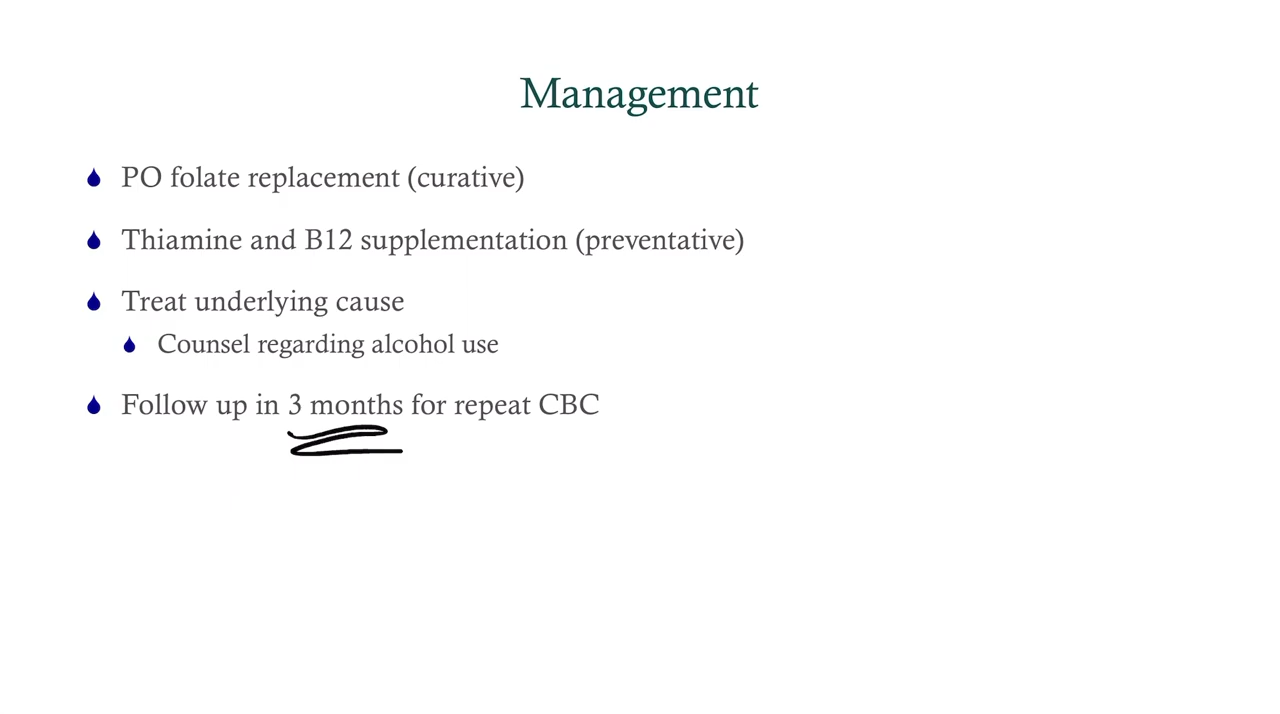 Management
PO folate replacement (curative)
Thiamine and B12 supplementation (preventative)
Treat underlying cause
Counsel regarding alcohol use
Follow up in 3 months for repeat CBC